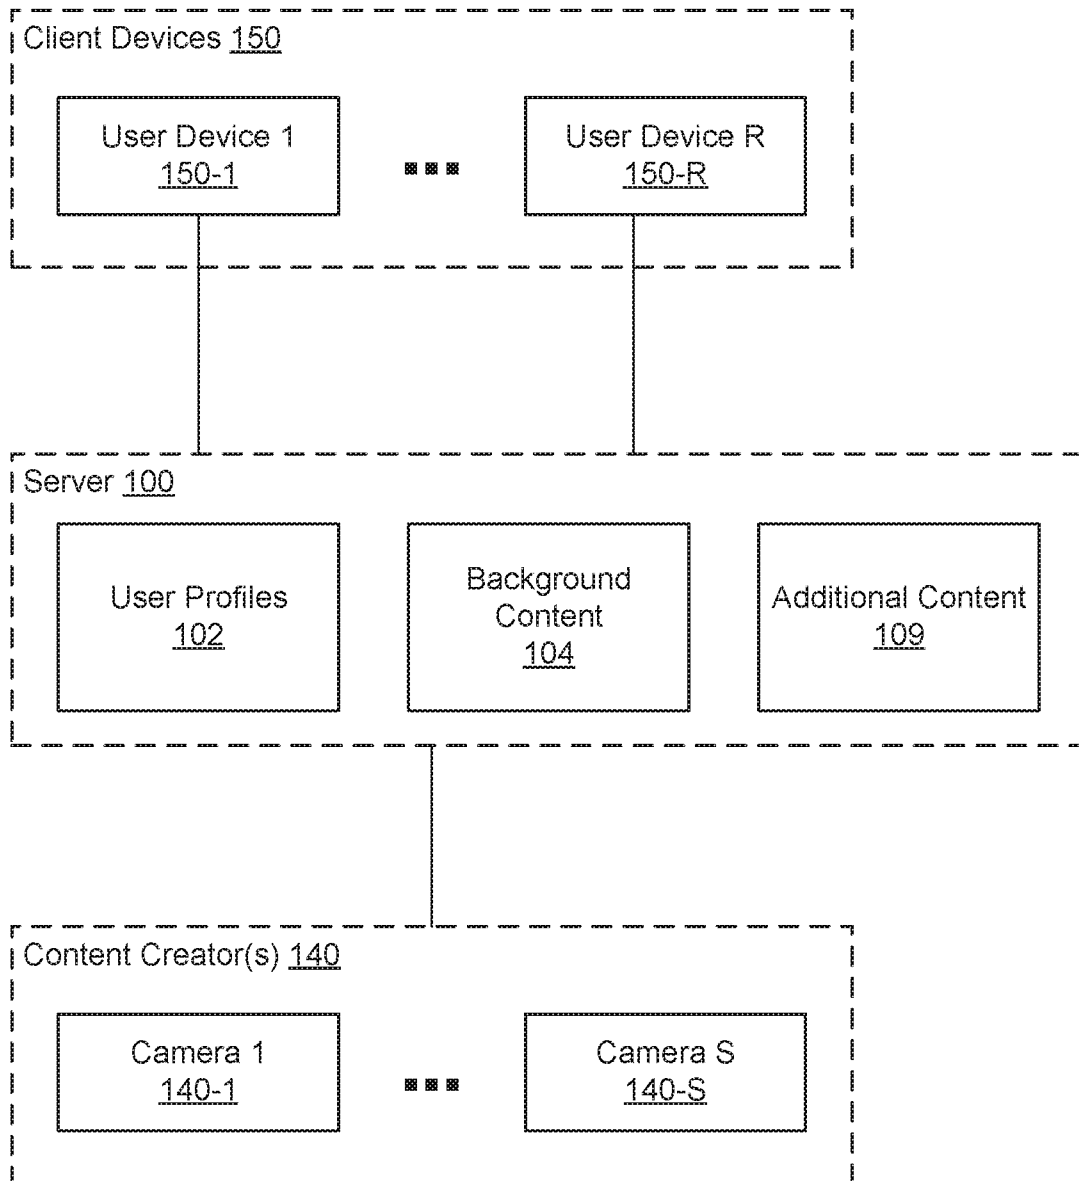 Client Devices 150
User Device 1
150-1
User Device R
150-R
Server 100
User Profiles
102
Background
Content
104
Additional Content
109
Content Creator(s) 140
Camera 1
140-1
Camera S
140-S